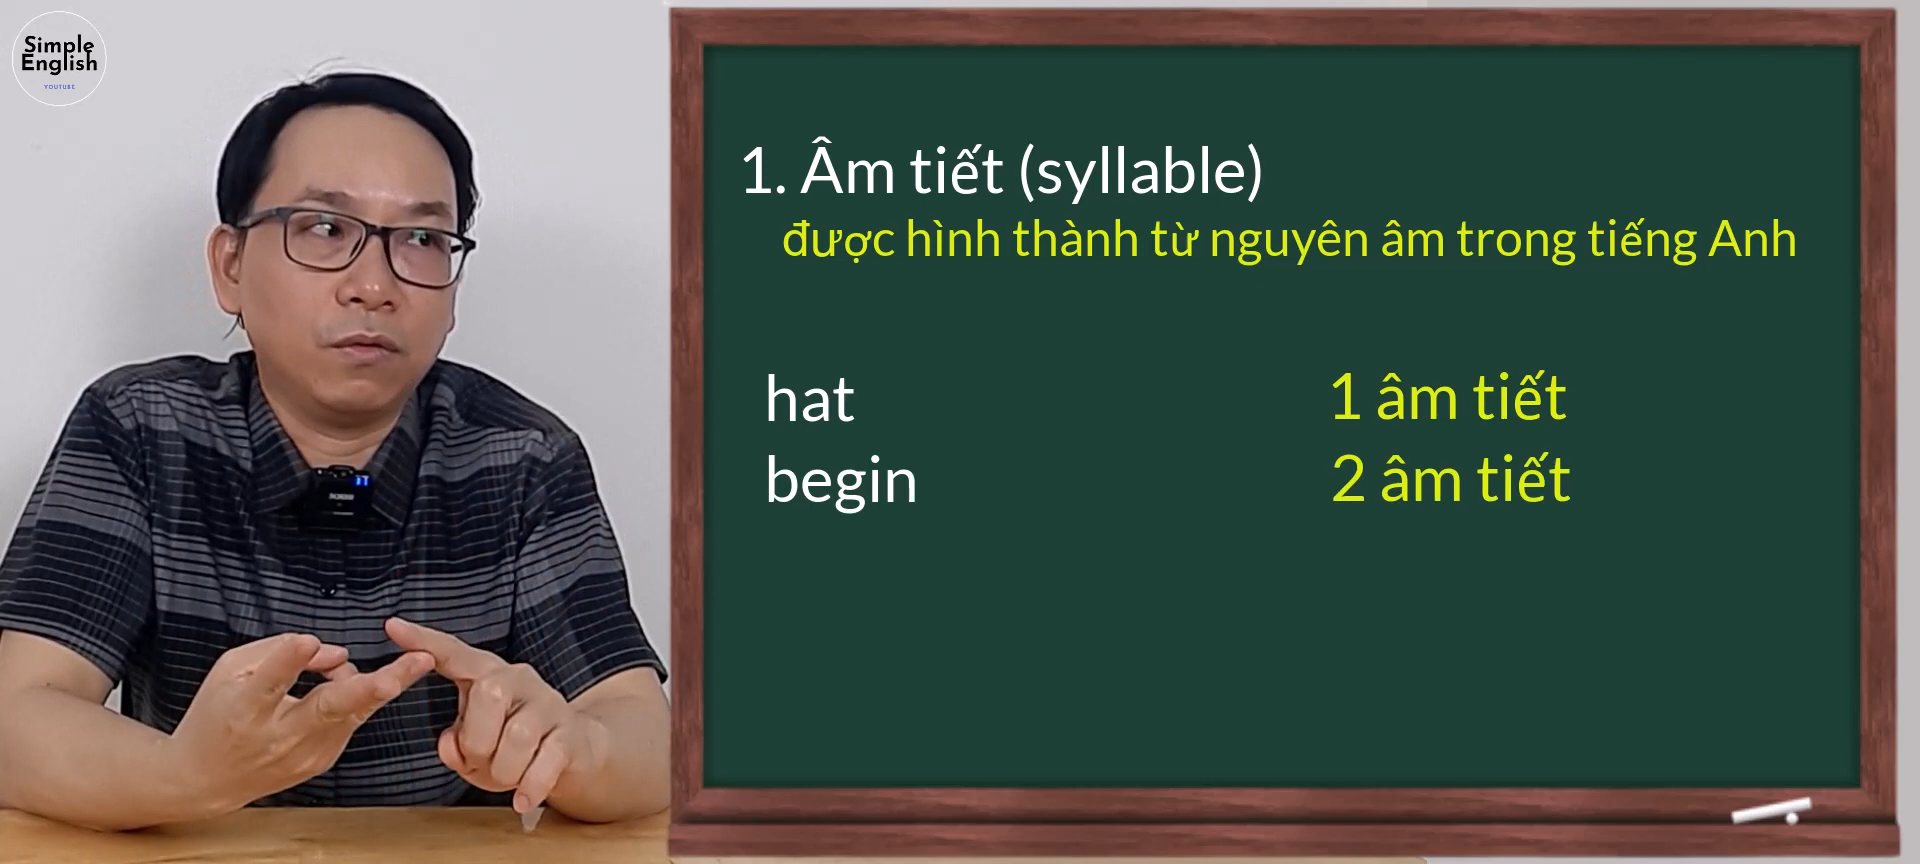 Simple
English
YOUTUBE
1. Âm tiết (syllable)
được hình thành từ nguyên âm trong tiếng Anh
hat 1 âm tiết
begin 2 âm tiết